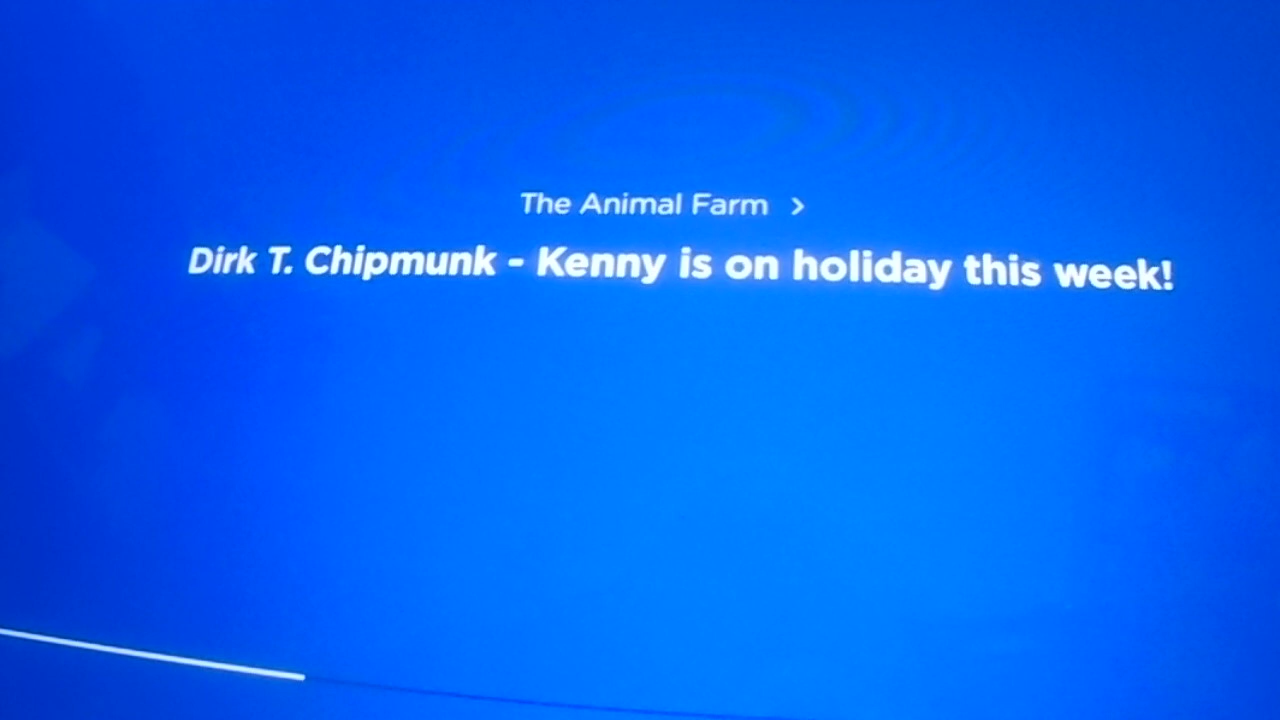 The Animal Farm >
Dirk T. Chipmunk - Kenny is on holiday this week!